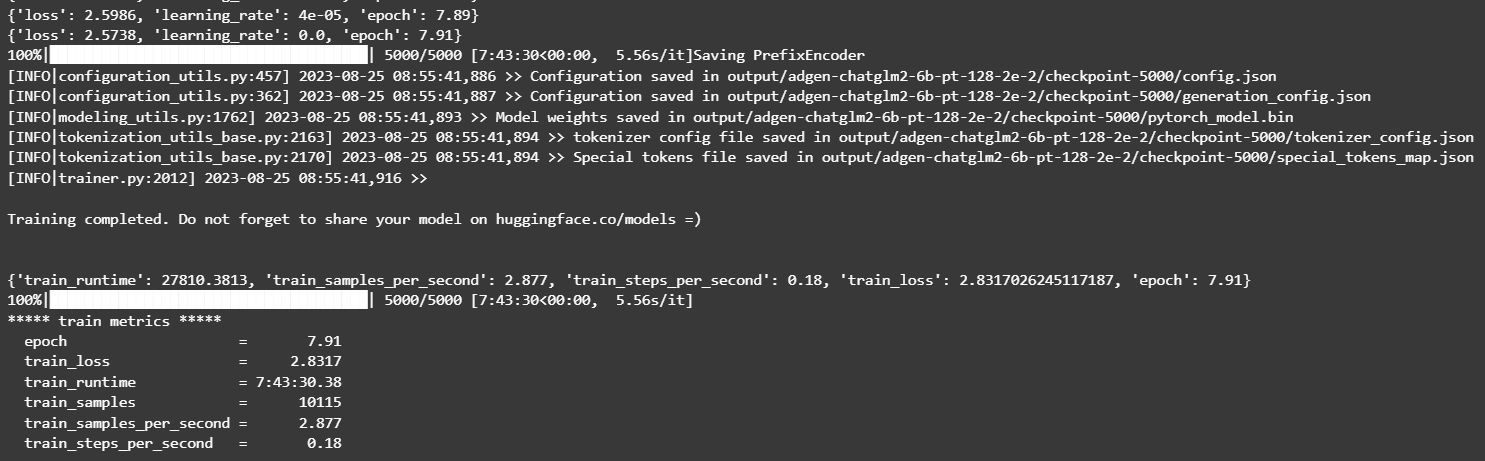 {'loss': 2.5986, 'learning_rate': 4e-05, 'epoch': 7.89}
{'loss': 2.5738, 'learning_rate': 0.0, 'epoch': 7.91}
100%|████████████████████████████████████| 5000/5000 [7:43:30<00:00,  5.56s/it]Saving PrefixEncoder
[INFO|configuration_utils.py:457] 2023-08-25 08:55:41,886 >> Configuration saved in output/adgen-chatglm2-6b-pt-128-2e-2/checkpoint-5000/config.json
[INFO|configuration_utils.py:362] 2023-08-25 08:55:41,887 >> Configuration saved in output/adgen-chatglm2-6b-pt-128-2e-2/checkpoint-5000/generation_config.json
[INFO|modeling_utils.py:1762] 2023-08-25 08:55:41,893 >> Model weights saved in output/adgen-chatglm2-6b-pt-128-2e-2/checkpoint-5000/pytorch_model.bin
[INFO|tokenization_utils_base.py:2163] 2023-08-25 08:55:41,894 >> tokenizer config file saved in output/adgen-chatglm2-6b-pt-128-2e-2/checkpoint-5000/tokenizer_config.json
[INFO|tokenization_utils_base.py:2170] 2023-08-25 08:55:41,894 >> Special tokens file saved in output/adgen-chatglm2-6b-pt-128-2e-2/checkpoint-5000/special_tokens_map.json
[INFO|trainer.py:2012] 2023-08-25 08:55:41,916 >>
Training completed. Do not forget to share your model on huggingface.co/models =)
{'train_runtime': 27810.3813, 'train_samples_per_second': 2.877, 'train_steps_per_second': 0.18, 'train_loss': 2.8317026245117187, 'epoch': 7.91}
100%|████████████████████████████████████| 5000/5000 [7:43:30<00:00,  5.56s/it]
***** train metrics *****
  epoch                    =       7.91
  train_loss               =     2.8317
  train_runtime            = 7:43:30.38
  train_samples            =      10115
  train_samples_per_second =      2.877
  train_steps_per_second   =       0.18